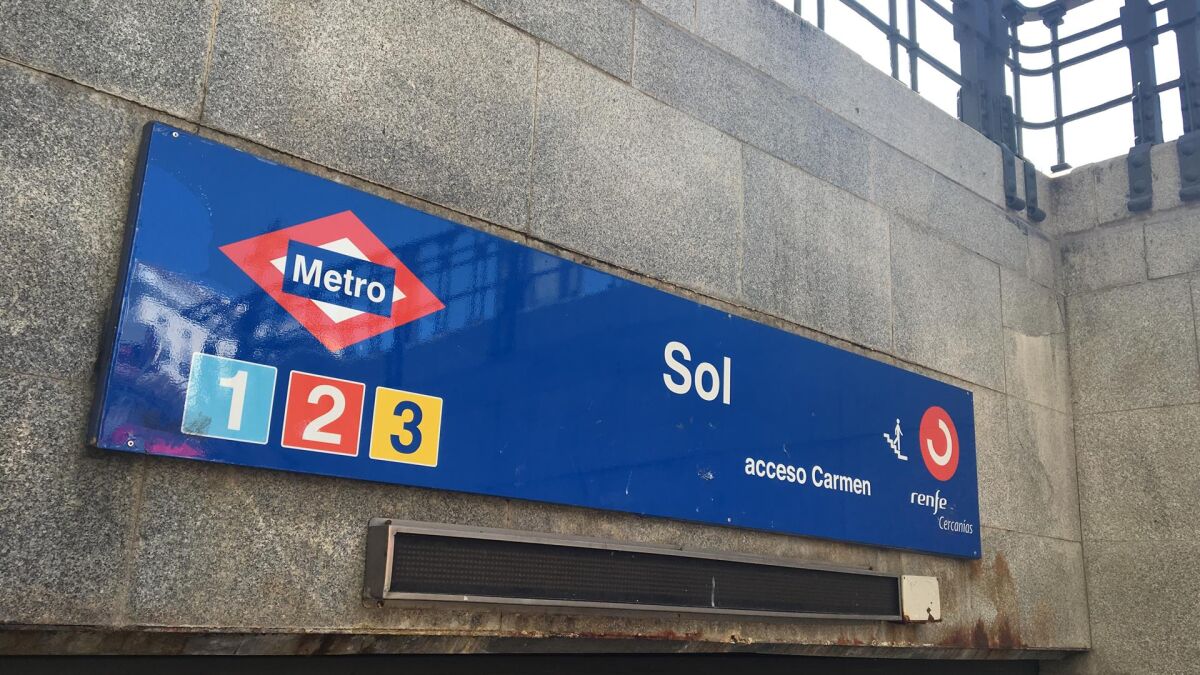 Metro
1 2 3
Sol
acceso Carmen
renfe
Cercanías